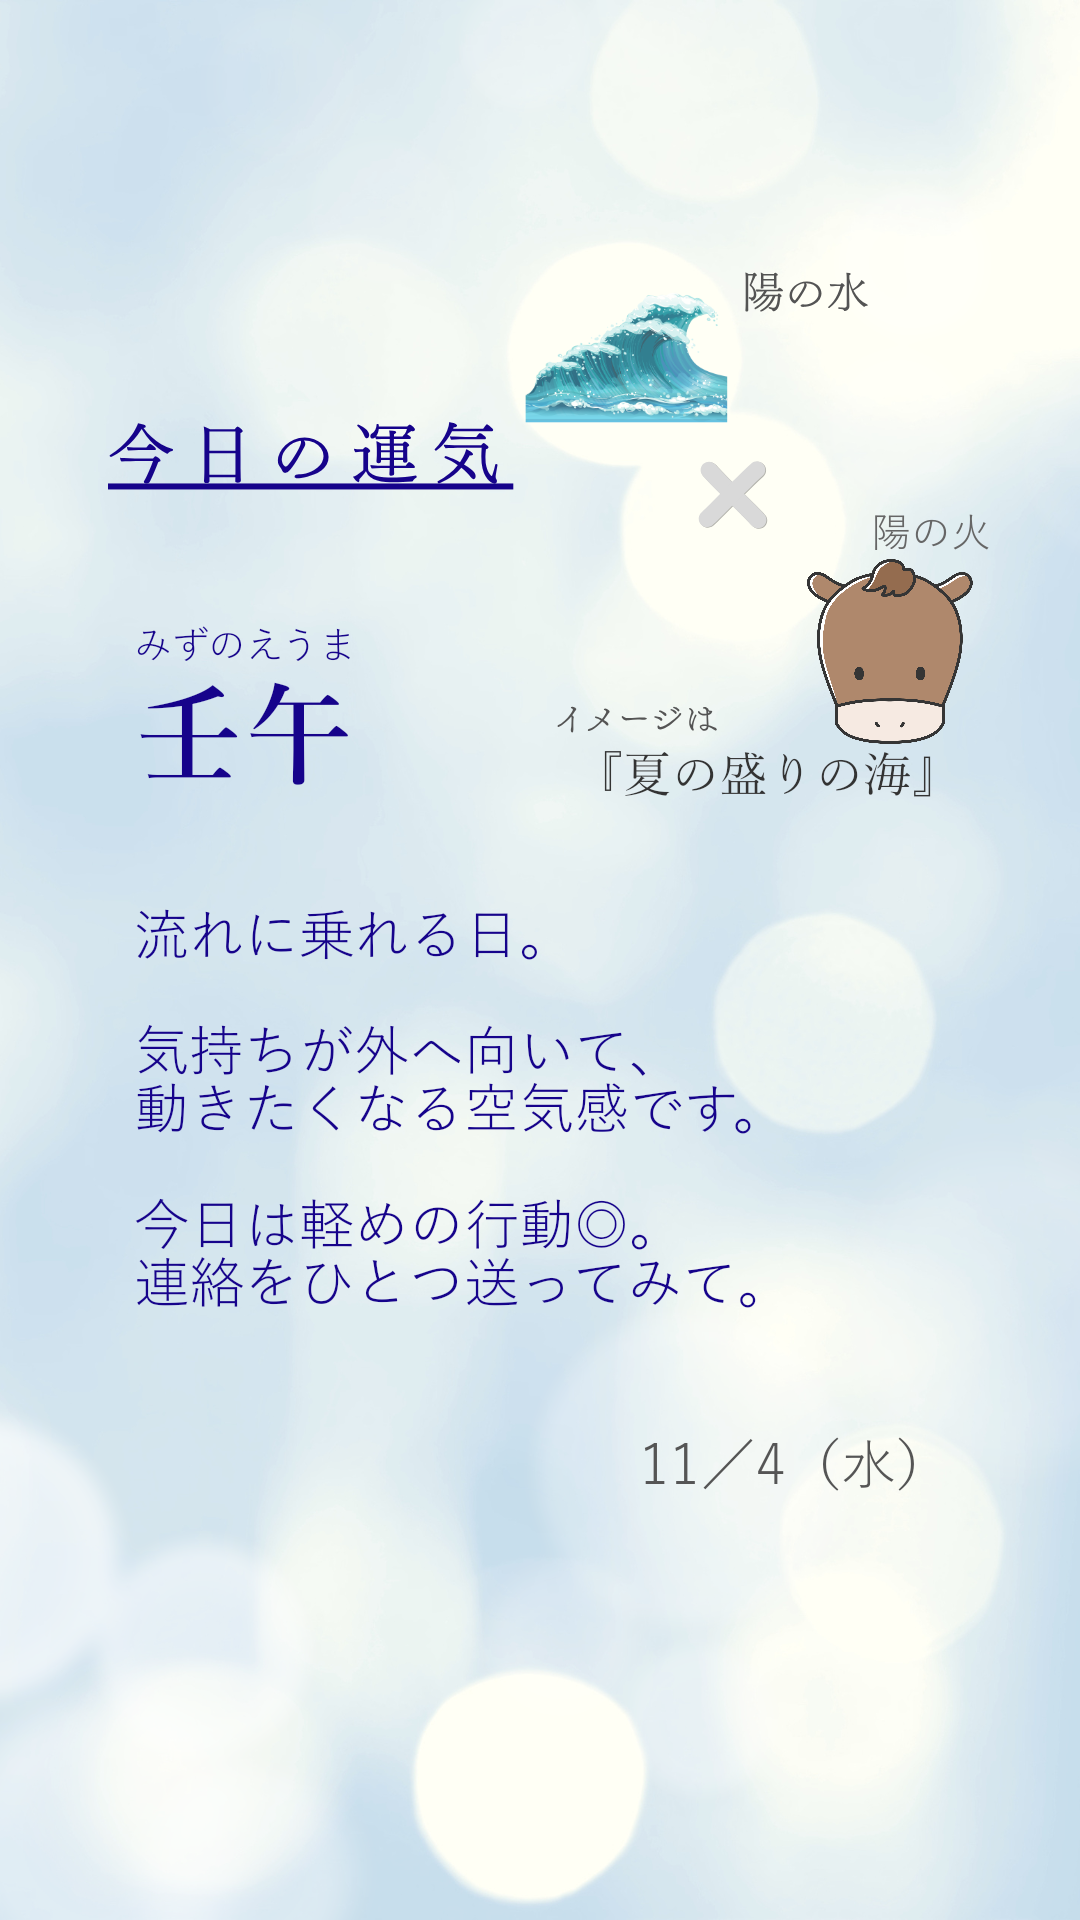 陽の水
今日の運気
陽の火
みずのえうま
壬午
イメージは
『夏の盛りの海』
流れに乗れる日。
気持ちが外へ向いて、
動きたくなる空気感です。
今日は軽めの行動◎。
連絡をひとつ送ってみて。
11／4（水）